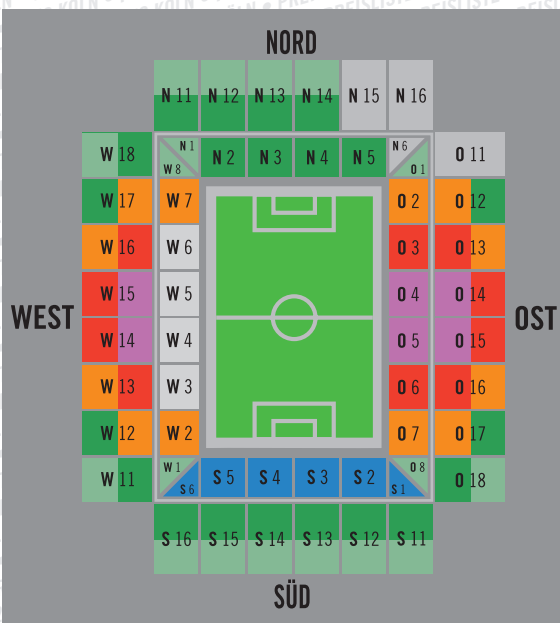 NORD
N 11 N 12 N 13 N 14 N 15 N 16
W 18 N 1 W 8 N 2 N 3 N 4 N 5 N 6 O 1 O 11
W 17 W 7 O 2 O 12
W 16 W 6 O 3 O 13
W 15 W 5 O 4 O 14
WEST OST
W 14 W 4 O 5 O 15
W 13 W 3 O 6 O 16
W 12 W 2 O 7 O 17
W 11 W 1 S 6 S 5 S 4 S 3 S 2 S 1 O 8 O 18
S 16 S 15 S 14 S 13 S 12 S 11
SÜD